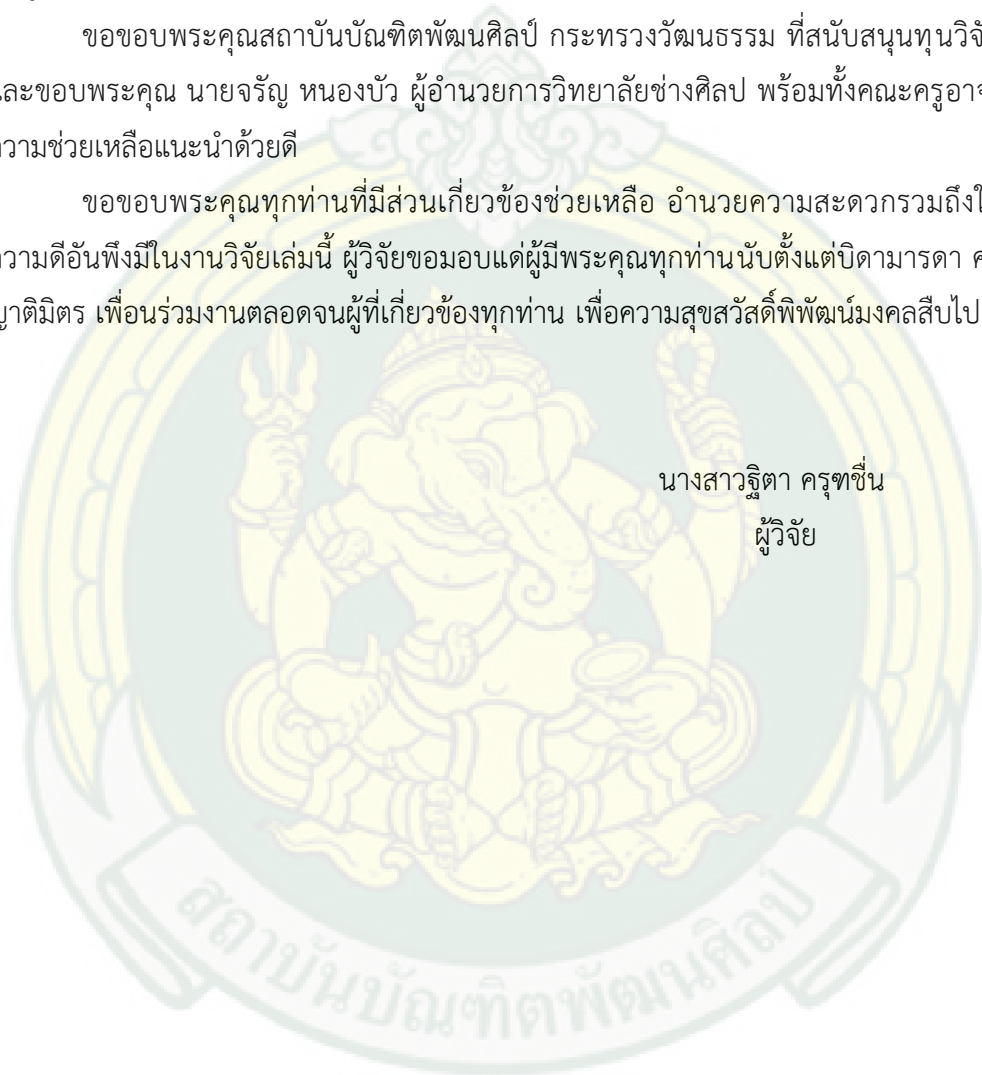 ขอขอบพระคุณสถาบันบัณฑิตพัฒนศิลป์ กระทรวงวัฒนธรรม ที่สนับสนุนทุนวิจั
ละขอบพระคุณ นายจรัญ หนองบัว ผู้อำนวยการวิทยาลัยช่างศิลป พร้อมทั้งคณะครูอาจ
วามช่วยเหลือแนะนำด้วยดี
ขอขอบพระคุณทุกท่านที่มีส่วนเกี่ยวข้องช่วยเหลือ อำนวยความสะดวกรวมถึงใ
วามดีอันพึงมีในงานวิจัยเล่มนี้ ผู้วิจัยขอมอบแด่ผู้มีพระคุณทุกท่านนับตั้งแต่บิดามารดา ค
ญาติมิตร เพื่อนร่วมงานตลอดจนผู้ที่เกี่ยวข้องทุกท่าน เพื่อความสุขสวัสดิ์พิพัฒน์มงคลสืบไป
นางสาวฐิตา ครุฑชื่น
ผู้วิจัย
สถาบันบัณฑิตพัฒนศิลป์